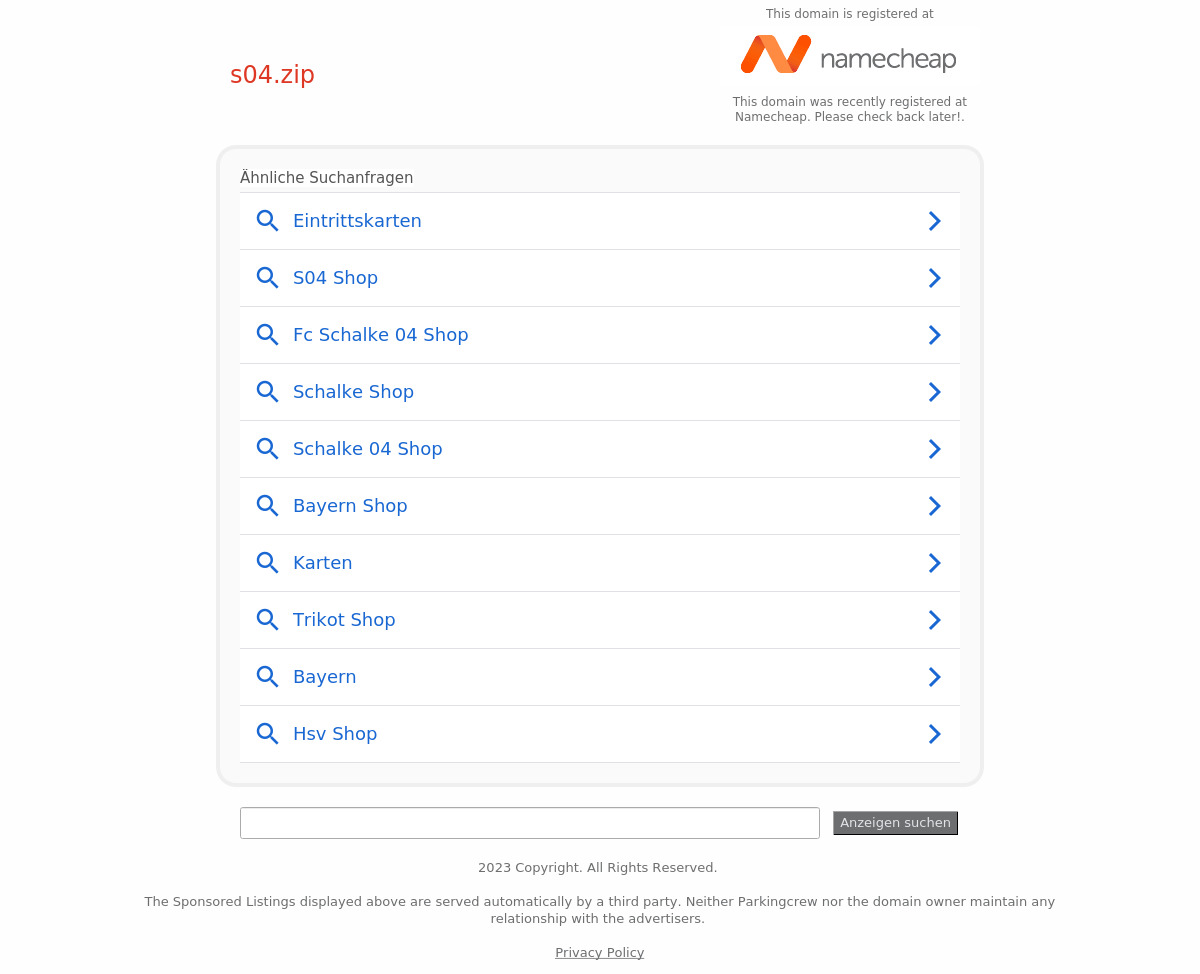 This domain is registered at
namecheap
s04.zip
This domain was recently registered at
Namecheap. Please check back later!.
Ähnliche Suchanfragen
Eintrittskarten
S04 Shop
Fc Schalke 04 Shop
Schalke Shop
Schalke 04 Shop
Bayern Shop
Karten
Trikot Shop
Bayern
Hsv Shop
Anzeigen suchen
2023 Copyright. All Rights Reserved.
The Sponsored Listings displayed above are served automatically by a third party. Neither Parkingcrew nor the domain owner maintain any
relationship with the advertisers.
Privacy Policy